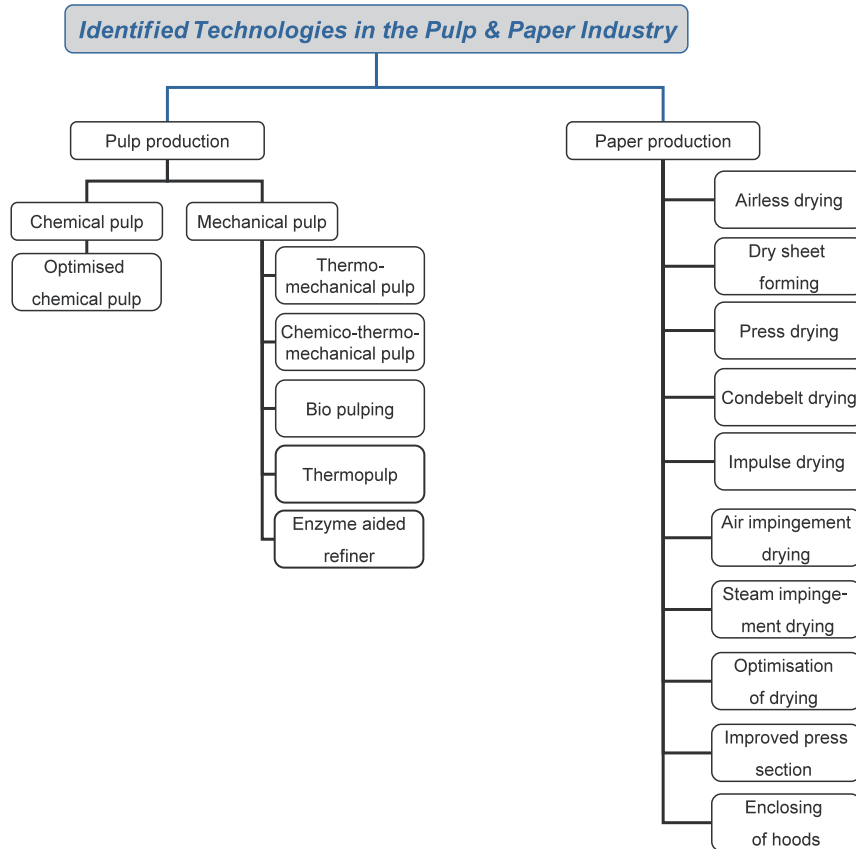 Identified Technologies in the Pulp & Paper Industry
Pulp production
Chemical pulp
Optimised
chemical pulp
Mechanical pulp
Thermo-
mechanical pulp
Chemico-thermo-
mechanical pulp
Bio pulping
Thermopulp
Enzyme aided
refiner
Paper production
Airless drying
Dry sheet
forming
Press drying
Condebelt drying
Impulse drying
Air impingement
drying
Steam impinge-
ment drying
Optimisation
of drying
Improved press
section
Enclosing
of hoods